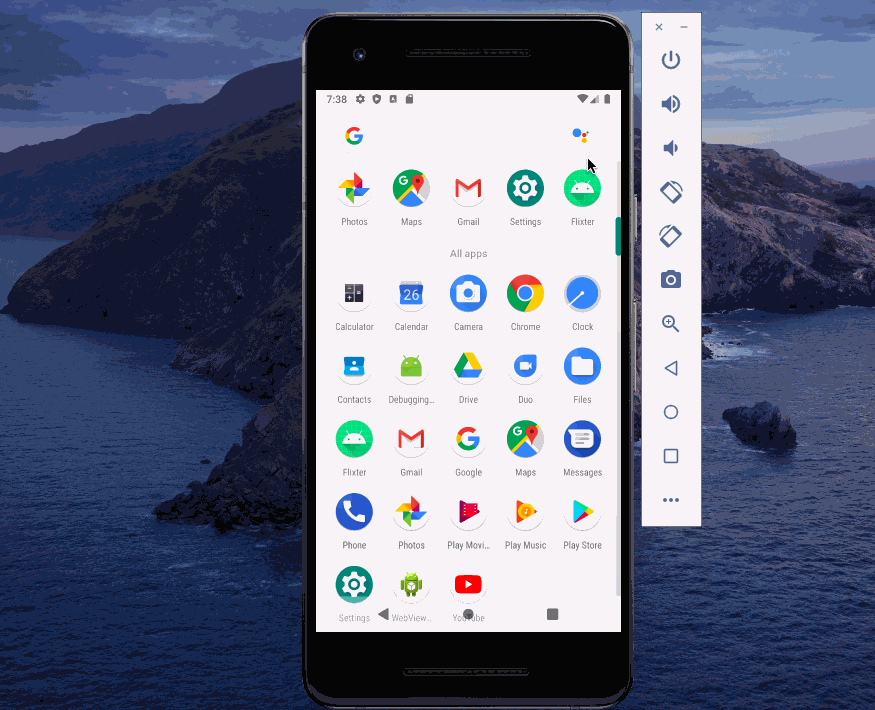 7:38
Photos Maps Gmail Settings Flixter
All apps
26
Calculator Calendar Camera Chrome Clock
Contacts Debugging... Drive Duo Files
Flixter Gmail Google Maps Messages
Phone Photos Play Movi... Play Music Play Store
Settings WebView... YouTube